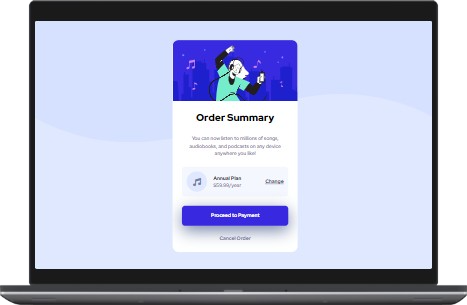 Order Summary
You can now listen to millions of songs,
audiobooks, and podcasts on any device
anywhere you like!
Annual Plan
$59.99/year
Change
Proceed to Payment
Cancel Order